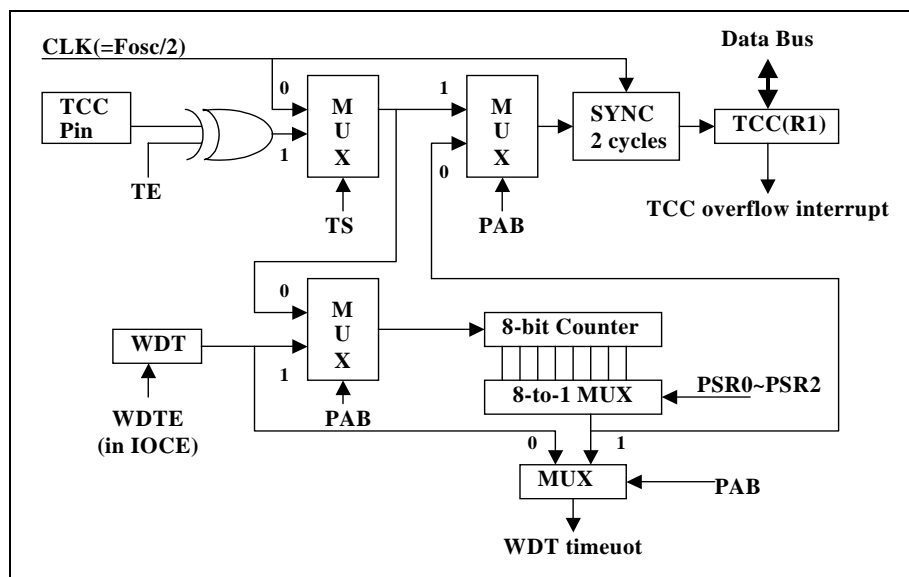 CLK(=Fosc/2)
Data Bus
0
TCC
Pin
1
TE
M
U
X
TS
1
0
M
U
X
PAB
SYNC
2 cycles
TCC(R1)
TCC overflow interrupt
0
WDT
1
WDTE
(in IOCE)
M
U
X
PAB
8-bit Counter
8-to-1 MUX
PSR0~PSR2
0
1
MUX
PAB
WDT timeuot